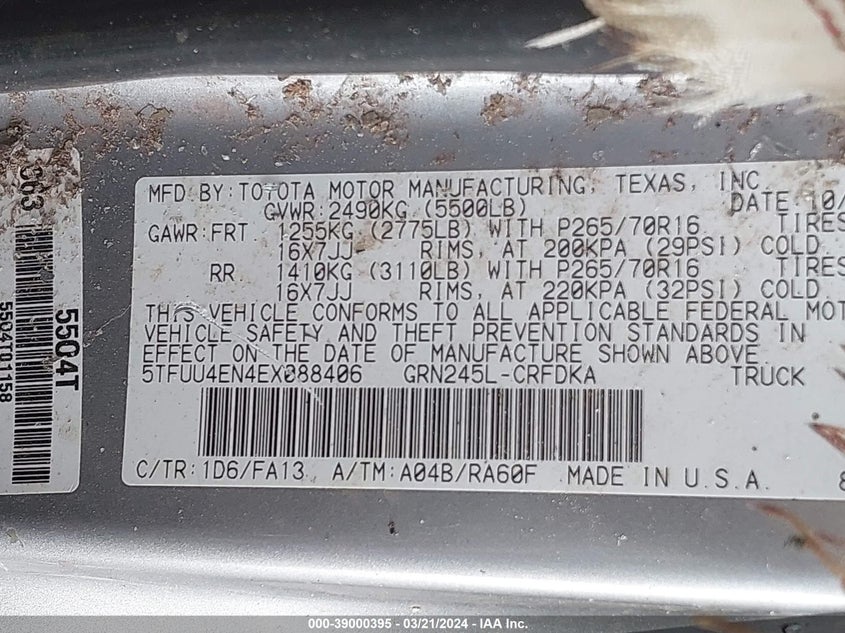 MFD BY: TOYOTA MOTOR MANUFACTURING, TEXAS, INC
GVWR: 2490KG (5500LB) DATE: 10/
GAWR: FRT 1255KG (2775LB) WITH P265/70R16 TIRES
16X7JJ RIMS, AT 200KPA (29PSI) COLD
RR 1410KG (3110LB) WITH P265/70R16 TIRES
16X7JJ RIMS, AT 220KPA (32PSI) COLD
THIS VEHICLE CONFORMS TO ALL APPLICABLE FEDERAL MOT
VEHICLE SAFETY AND THEFT PREVENTION STANDARDS IN
EFFECT ON THE DATE OF MANUFACTURE SHOWN ABOVE.
5TFUU4EN4EX088406 GRN245L-CRFDKA TRUCK
C/TR: 1D6/FA13 A/TM: A04B/RA60F MADE IN U.S.A.
5504T
5504T01158
000-39000395 - 03/21/2024 - IAA Inc.